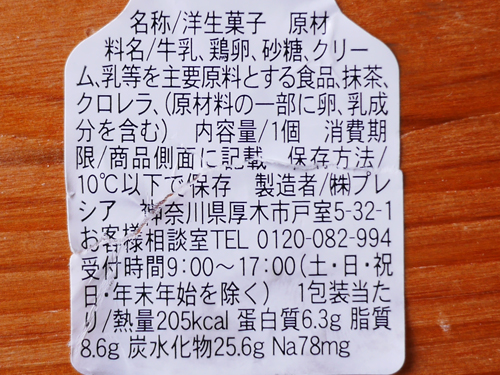 名称/洋生菓子　原材
料名/牛乳、鶏卵、砂糖、クリー
ム、乳等を主要原料とする食品、抹茶、
クロレラ、(原材料の一部に卵、乳成
分を含む)　内容量/1個　消費期
限/商品側面に記載　保存方法/
10℃以下で保存　製造者/㈱プレ
シア　神奈川県厚木市戸室5-32-1
お客様相談室TEL 0120-082-994
受付時間9:00～17:00(土・日・祝
日・年末年始を除く)　1包装当た
り/熱量205kcal 蛋白質6.3g 脂質
8.6g 炭水化物25.6g Na78mg